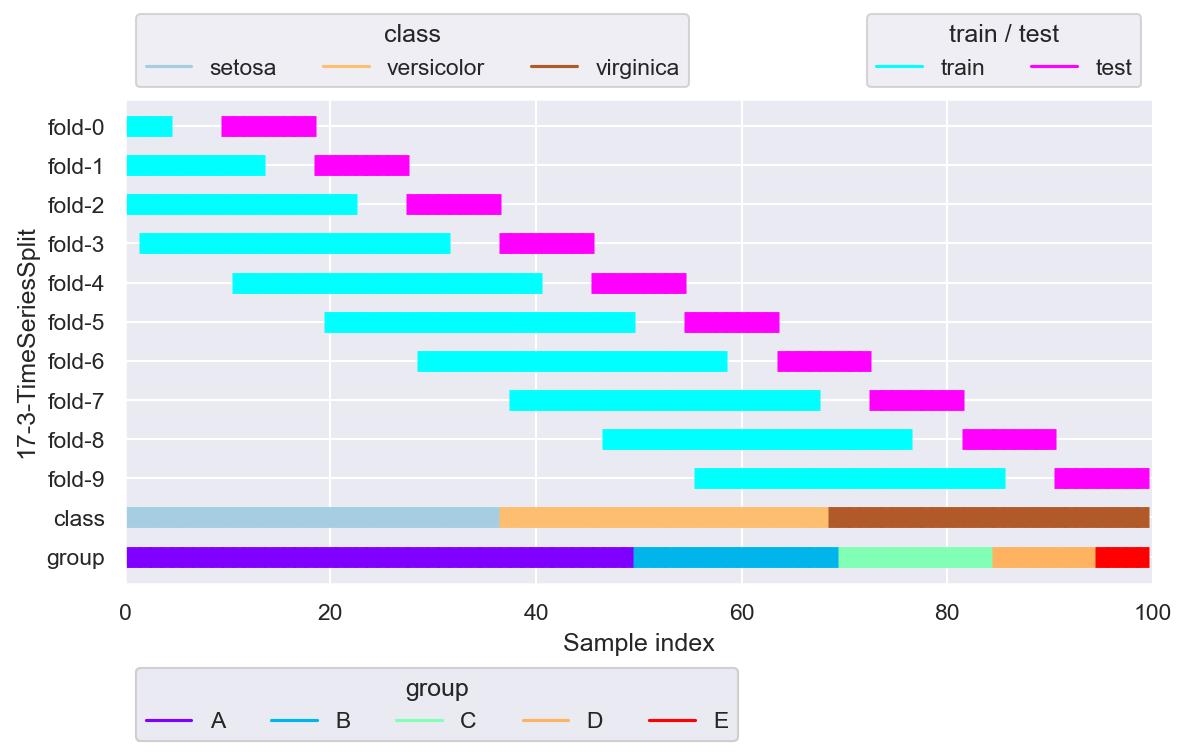 class
setosa versicolor virginica
train / test
train test
17-3-TimeSeriesSplit
fold-0
fold-1
fold-2
fold-3
fold-4
fold-5
fold-6
fold-7
fold-8
fold-9
class
group
0 20 40 60 80 100
Sample index
group
A B C D E